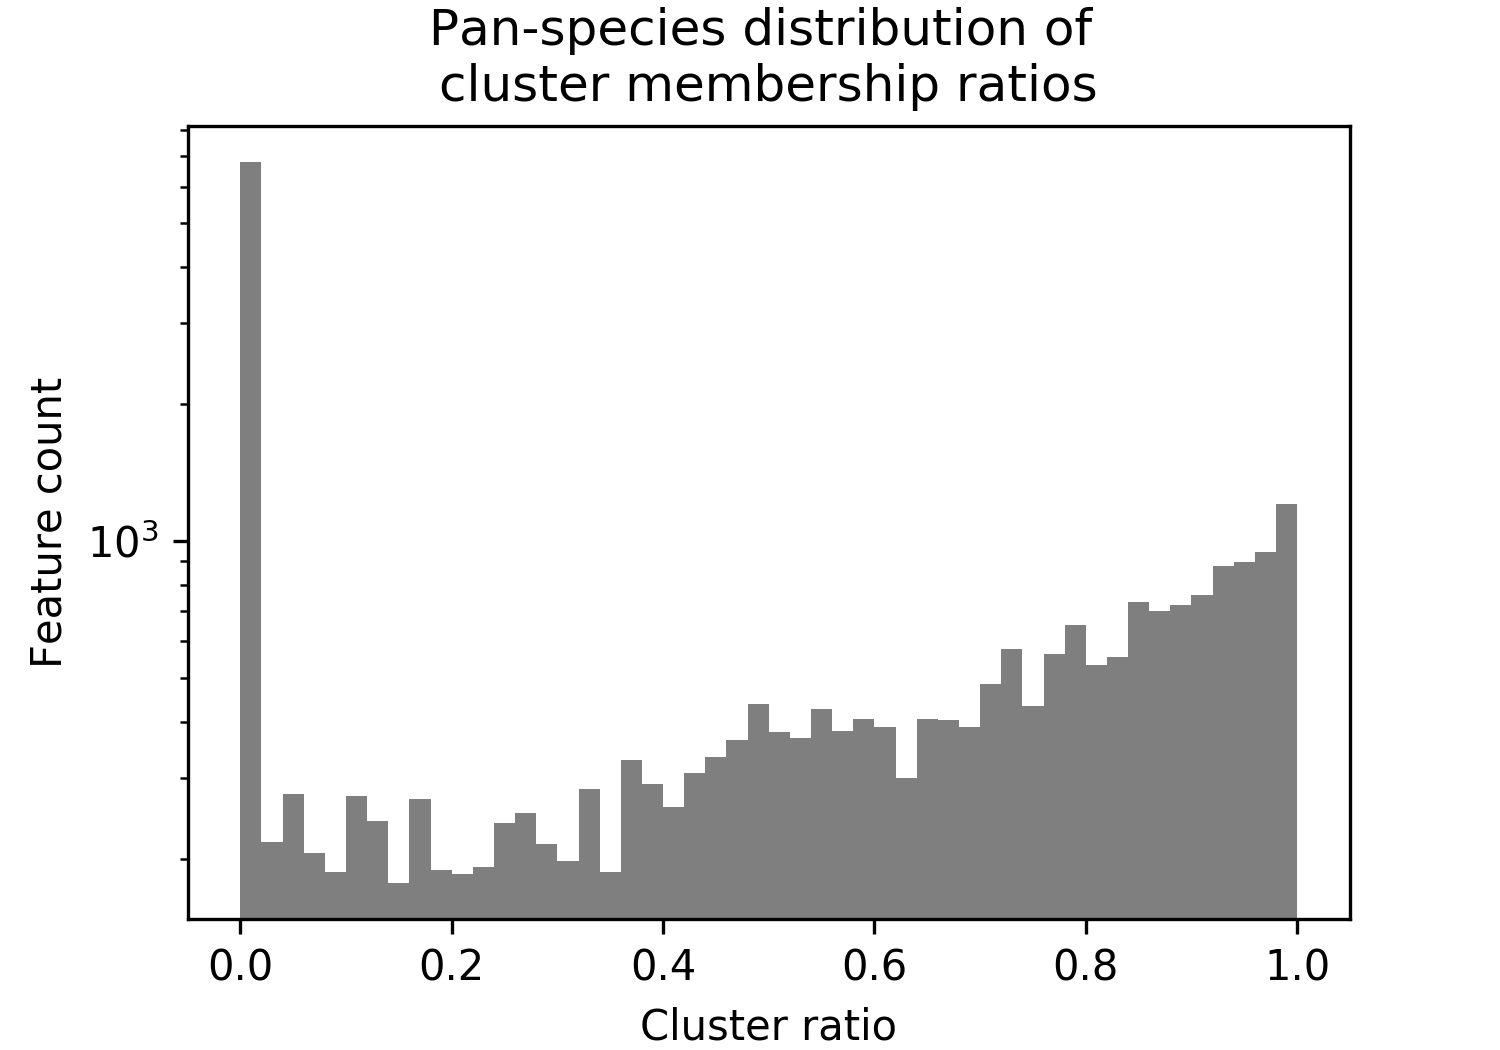 Pan-species distribution of
cluster membership ratios
Feature count
10³
0.0 0.2 0.4 0.6 0.8 1.0
Cluster ratio